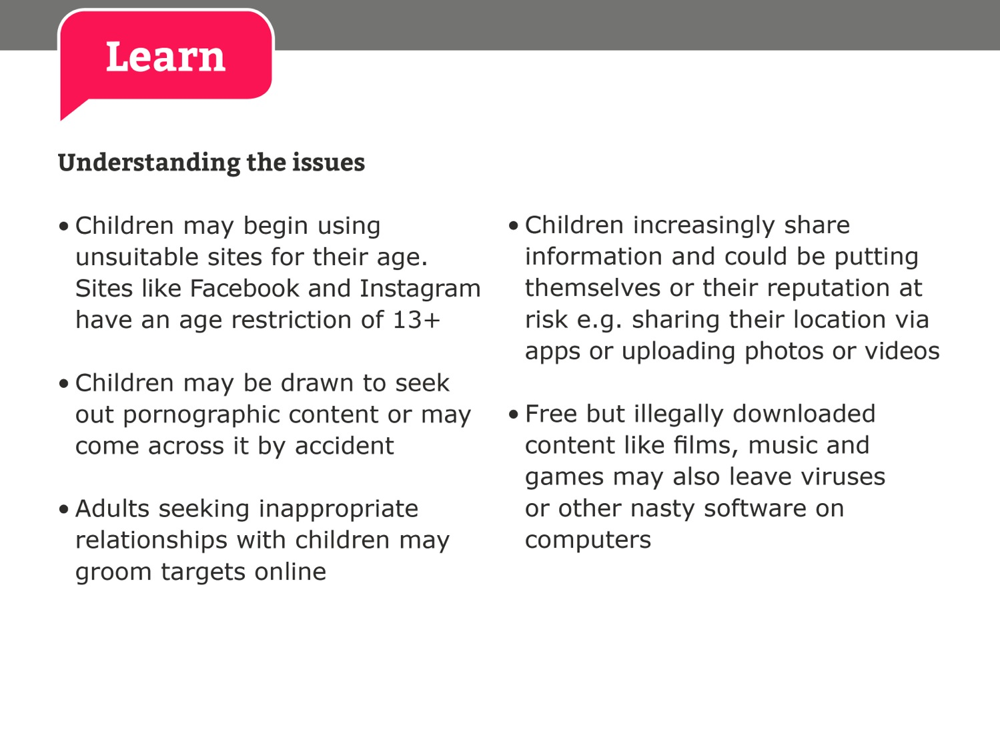 Learn
Understanding the issues
• Children may begin using
unsuitable sites for their age.
Sites like Facebook and Instagram
have an age restriction of 13+
• Children may be drawn to seek
out pornographic content or may
come across it by accident
• Adults seeking inappropriate
relationships with children may
groom targets online
• Children increasingly share
information and could be putting
themselves or their reputation at
risk e.g. sharing their location via
apps or uploading photos or videos
• Free but illegally downloaded
content like films, music and
games may also leave viruses
or other nasty software on
computers